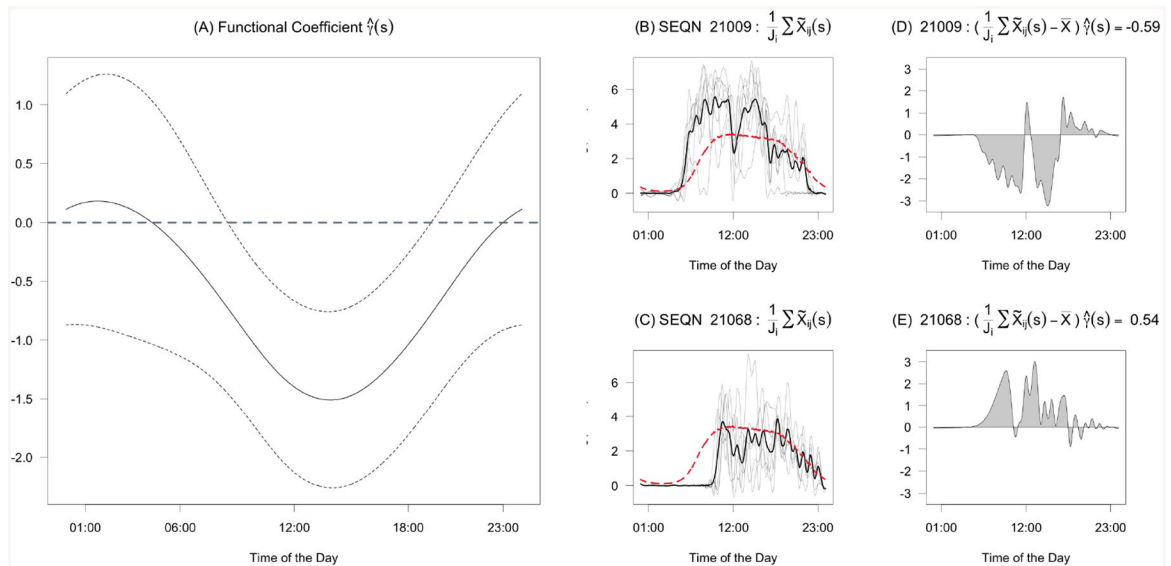 (A) Functional Coefficient γ̂(s)
1.0
0.5
0.0
-0.5
-1.0
-1.5
-2.0
01:00 06:00 12:00 18:00 23:00
Time of the Day
(B) SEQN 21009 : 1/Jᵢ ∑ X̃ᵢⱼ(s)
6
4
2
0
01:00 12:00 23:00
Time of the Day
(D) 21009 : ( 1/Jᵢ ∑ X̃ᵢⱼ(s) – X̄ ) γ̂(s) = -0.59
3
2
1
0
-1
-2
-3
01:00 12:00 23:00
Time of the Day
(C) SEQN 21068 : 1/Jᵢ ∑ X̃ᵢⱼ(s)
6
4
2
0
01:00 12:00 23:00
Time of the Day
(E) 21068 : ( 1/Jᵢ ∑ X̃ᵢⱼ(s) – X̄ ) γ̂(s) = 0.54
3
2
1
0
-1
-2
-3
01:00 12:00 23:00
Time of the Day